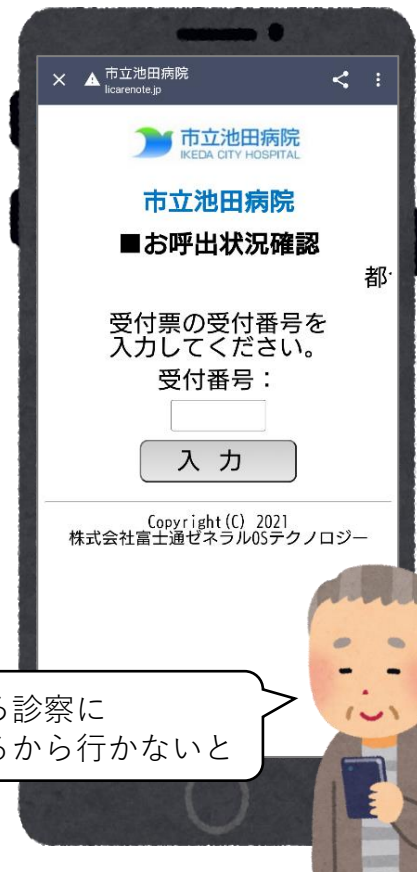 市立池田病院
licarenote.jp
市立池田病院
IKEDA CITY HOSPITAL
市立池田病院
■お呼出状況確認
都
受付票の受付番号を
入力してください。
受付番号：
入 力
Copyright(C) 2021
株式会社富士通ゼネラルOSテクノロジー
診察に
から行かないと